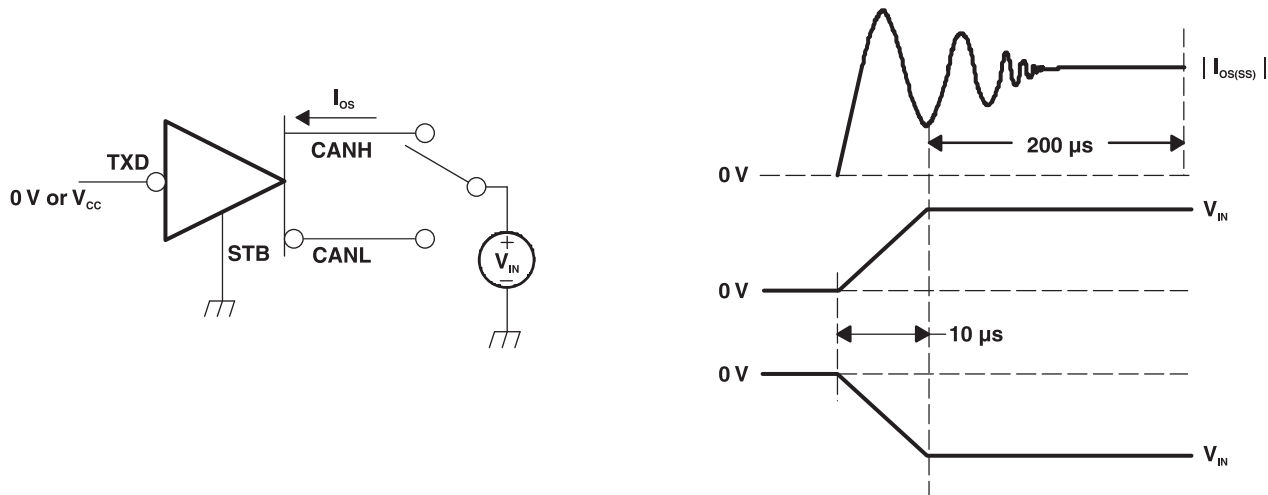 I_OS
CANH
TXD
0 V or V_CC
STB
CANL
+
V_IN
–
| I_OS(SS) |
200 µs
0 V
V_IN
0 V
10 µs
0 V
V_IN